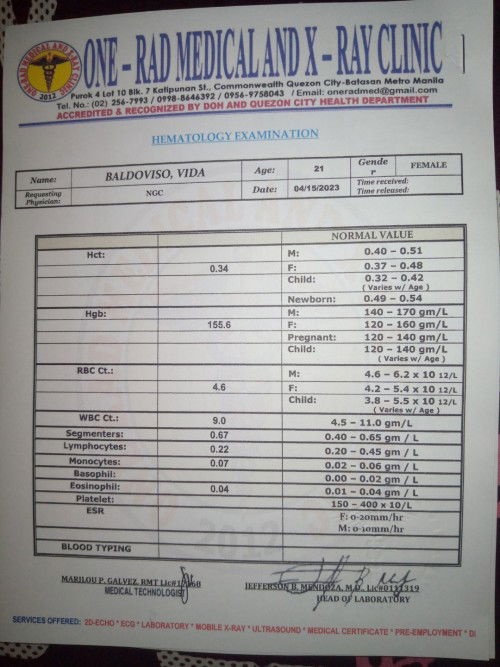 ONE - RAD MEDICAL AND X - RAY CLINIC
ONERAD MEDICAL AND X-RAY CLINIC
2012
Purok 4 Lot 10 Blk. 7 Katipunan St., Commonwealth Quezon City-Batasan Metro Manila
Tel. No.: (02) 256-7993 / 0998-8646392 / 0956-9758043 / Email: oneradmed@gmail.com
ACCREDITED & RECOGNIZED BY DOH AND QUEZON CITY HEALTH DEPARTMENT
HEMATOLOGY EXAMINATION
Name: BALDOVISO, VIDA Age: 21 Gender FEMALE
Requesting Physician: NGC Date: 04/15/2023 Time received:
Time released:
NORMAL VALUE
Hct: 0.34 M: 0.40 – 0.51
F: 0.37 – 0.48
Child: 0.32 – 0.42
( Varies w/ Age )
Newborn: 0.49 – 0.54
Hgb: 155.6 M: 140 – 170 gm/L
F: 120 – 160 gm/L
Pregnant: 120 – 140 gm/L
Child: 120 – 140 gm/L
( Varies w/ Age )
RBC Ct.: 4.6 M: 4.6 – 6.2 x 10 12/L
F: 4.2 – 5.4 x 10 12/L
Child: 3.8 – 5.5 x 10 12/L
( Varies w/ Age )
WBC Ct.: 9.0 4.5 – 11.0 gm/L
Segmenters: 0.67 0.40 – 0.65 gm / L
Lymphocytes: 0.22 0.20 – 0.45 gm / L
Monocytes: 0.07 0.02 – 0.06 gm / L
Basophil: 0.00 – 0.02 gm / L
Eosinophil: 0.04 0.01 – 0.04 gm / L
Platelet: 150 – 400 x 10/L
ESR F: 0-20mm/hr
M: 0-10mm/hr
BLOOD TYPING
2012
MARILOU P. GALVEZ, RMT JEFFERSON B. MENDOZA, M.D. Lic#0111319
MEDICAL TECHNOLOGIST HEAD OF LABORATORY
SERVICES OFFERED: 2D-ECHO * ECG * LABORATORY * MOBILE X-RAY * ULTRASOUND * MEDICAL CERTIFICATE * PRE-EMPLOYMENT *